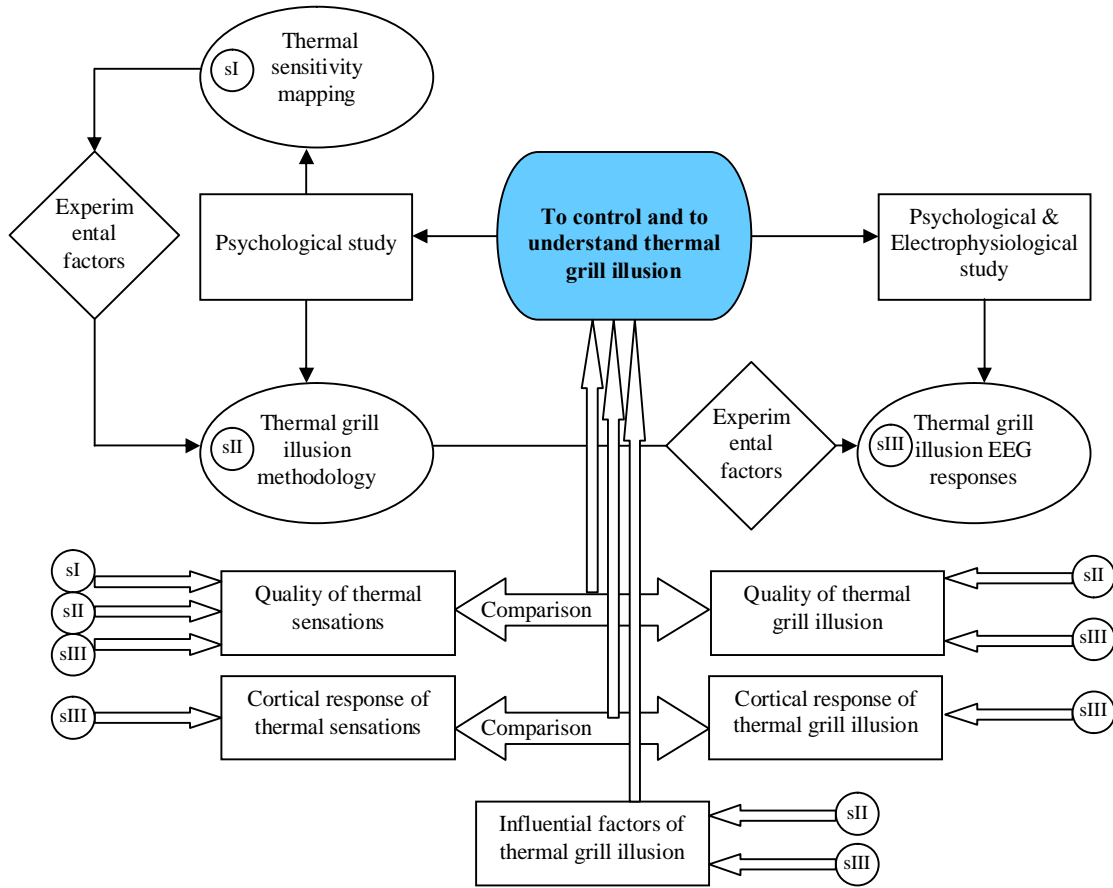 Thermal
sensitivity
mapping
sI
Experim
ental
factors
Psychological study
To control and to
understand thermal
grill illusion
Psychological &
Electrophysiological
study
Thermal grill
illusion
methodology
sII
Experim
ental
factors
Thermal grill
illusion EEG
responses
sIII
sI
sII
sIII
Quality of thermal
sensations
Comparison
Quality of thermal
grill illusion
sII
sIII
sIII
Cortical response of
thermal sensations
Comparison
Cortical response of
thermal grill illusion
sIII
Influential factors of
thermal grill illusion
sII
sIII